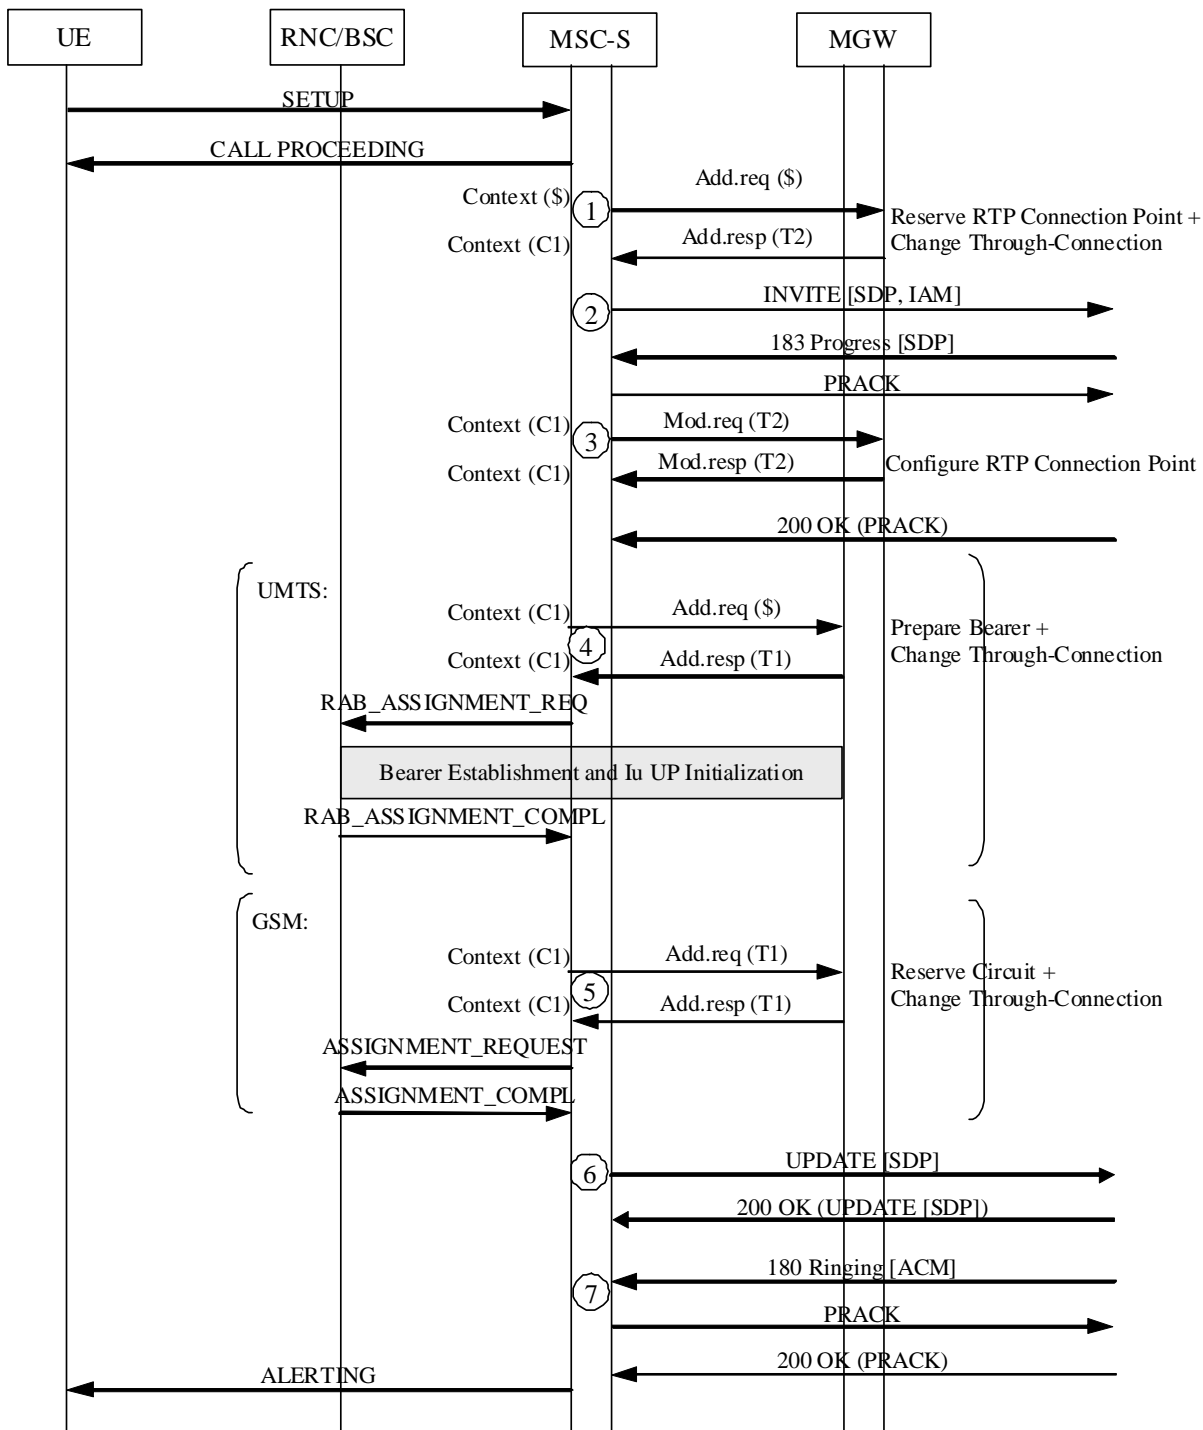 UE
RNC/BSC
MSC-S
MGW
SETUP
CALL PROCEEDING
Context ($)
1
Add.req ($)
Reserve RTP Connection Point +
Change Through-Connection
Context (C1)
Add.resp (T2)
2
INVITE [SDP, IAM]
183 Progress [SDP]
PRACK
Context (C1)
3
Mod.req (T2)
Context (C1)
Mod.resp (T2)
Configure RTP Connection Point
200 OK (PRACK)
UMTS:
Context (C1)
Add.req ($)
4
Prepare Bearer +
Change Through-Connection
Context (C1)
Add.resp (T1)
RAB_ASSIGNMENT_REQ
Bearer Establishment and Iu UP Initialization
RAB_ASSIGNMENT_COMPL
GSM:
Context (C1)
Add.req (T1)
5
Reserve Circuit +
Change Through-Connection
Context (C1)
Add.resp (T1)
ASSIGNMENT_REQUEST
ASSIGNMENT_COMPL
6
UPDATE [SDP]
200 OK (UPDATE [SDP])
180 Ringing [ACM]
7
PRACK
200 OK (PRACK)
ALERTING